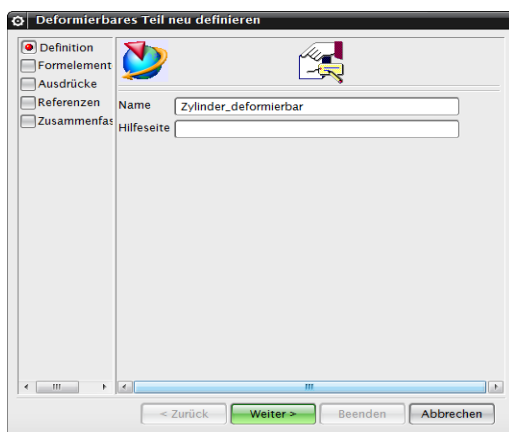 Deformierbares Teil neu definieren
Definition
Formelement
Ausdrücke
Referenzen
Zusammenfas
Name Zylinder_deformierbar
Hilfeseite
< Zurück Weiter > Beenden Abbrechen